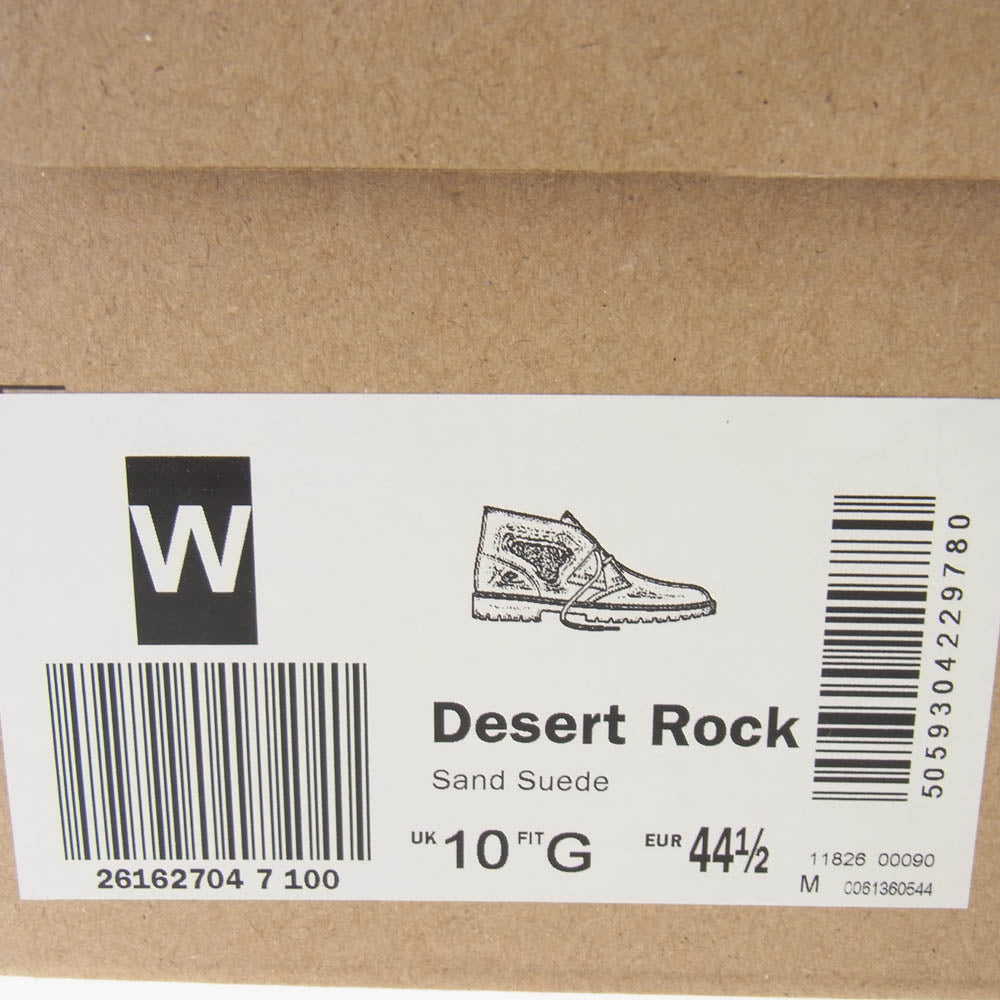 W
26162704 7 100
Desert Rock
Sand Suede
UK 10 FIT G EUR 44½
5059304229780
11826 00090
M 0061360544